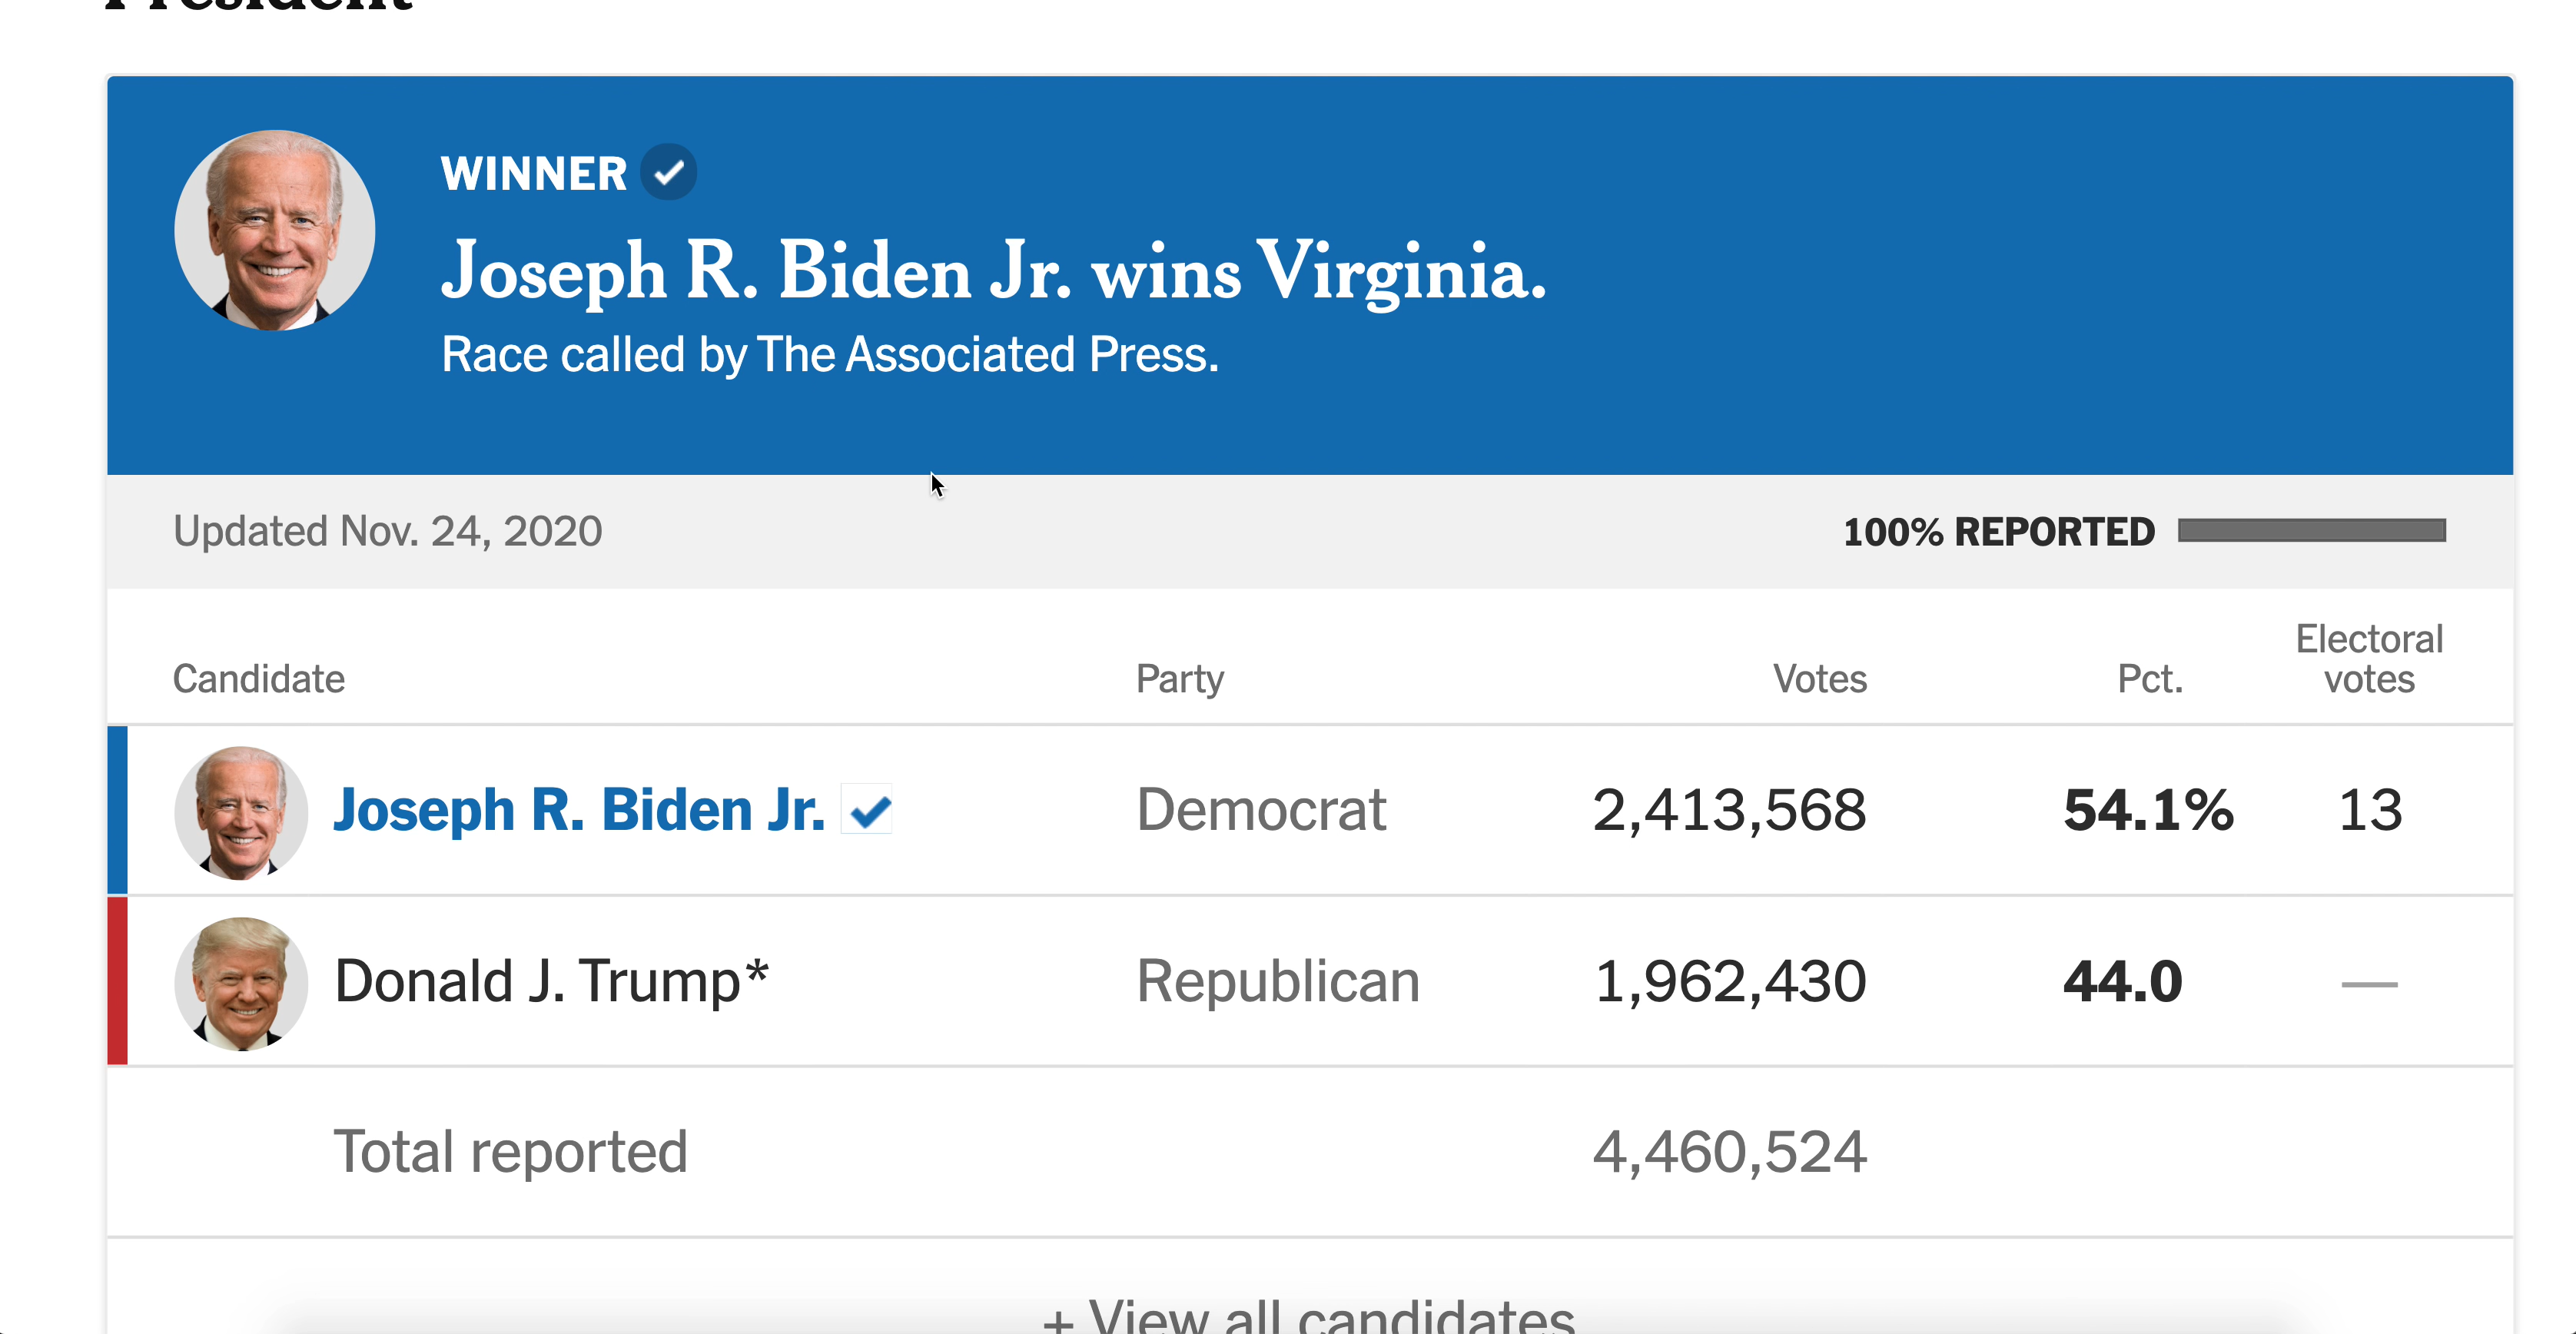 President
WINNER
Joseph R. Biden Jr. wins Virginia.
Race called by The Associated Press.
Updated Nov. 24, 2020 100% REPORTED
Candidate Party Votes Pct. Electoral votes
Joseph R. Biden Jr. Democrat 2,413,568 54.1% 13
Donald J. Trump* Republican 1,962,430 44.0 —
Total reported 4,460,524
+ View all candidates